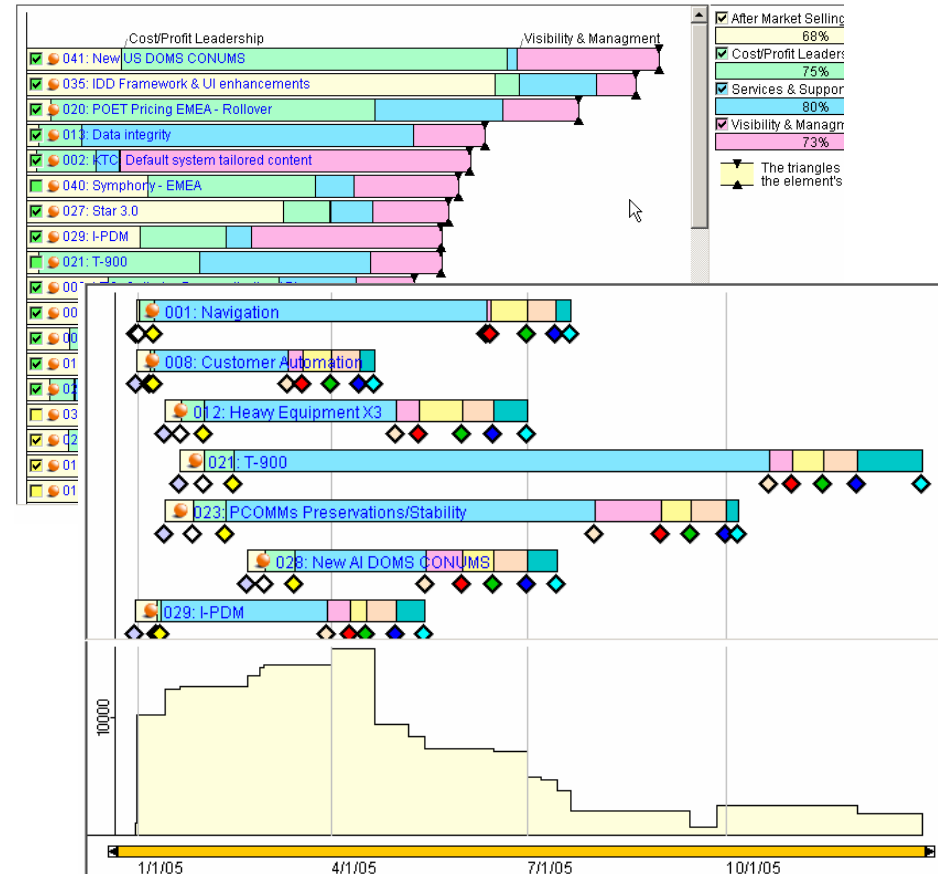 Cost/Profit Leadership
Visibility & Managment
041: New US DOMS CONUMS
035: IDD Framework & UI enhancements
020: POET Pricing EMEA - Rollover
013: Data integrity
002: KTC Default system tailored content
040: Symphony - EMEA
027: Star 3.0
029: I-PDM
021: T-900
After Market Selling
68%
Cost/Profit Leaders
75%
Services & Suppor
80%
Visibility & Managm
73%
The triangles
the element's
001: Navigation
008: Customer Automation
012: Heavy Equipment X3
021: T-900
023: PCOMMs Preservations/Stability
028: New AI DOMS CONUMS
029: I-PDM
10000
1/1/05
4/1/05
7/1/05
10/1/05